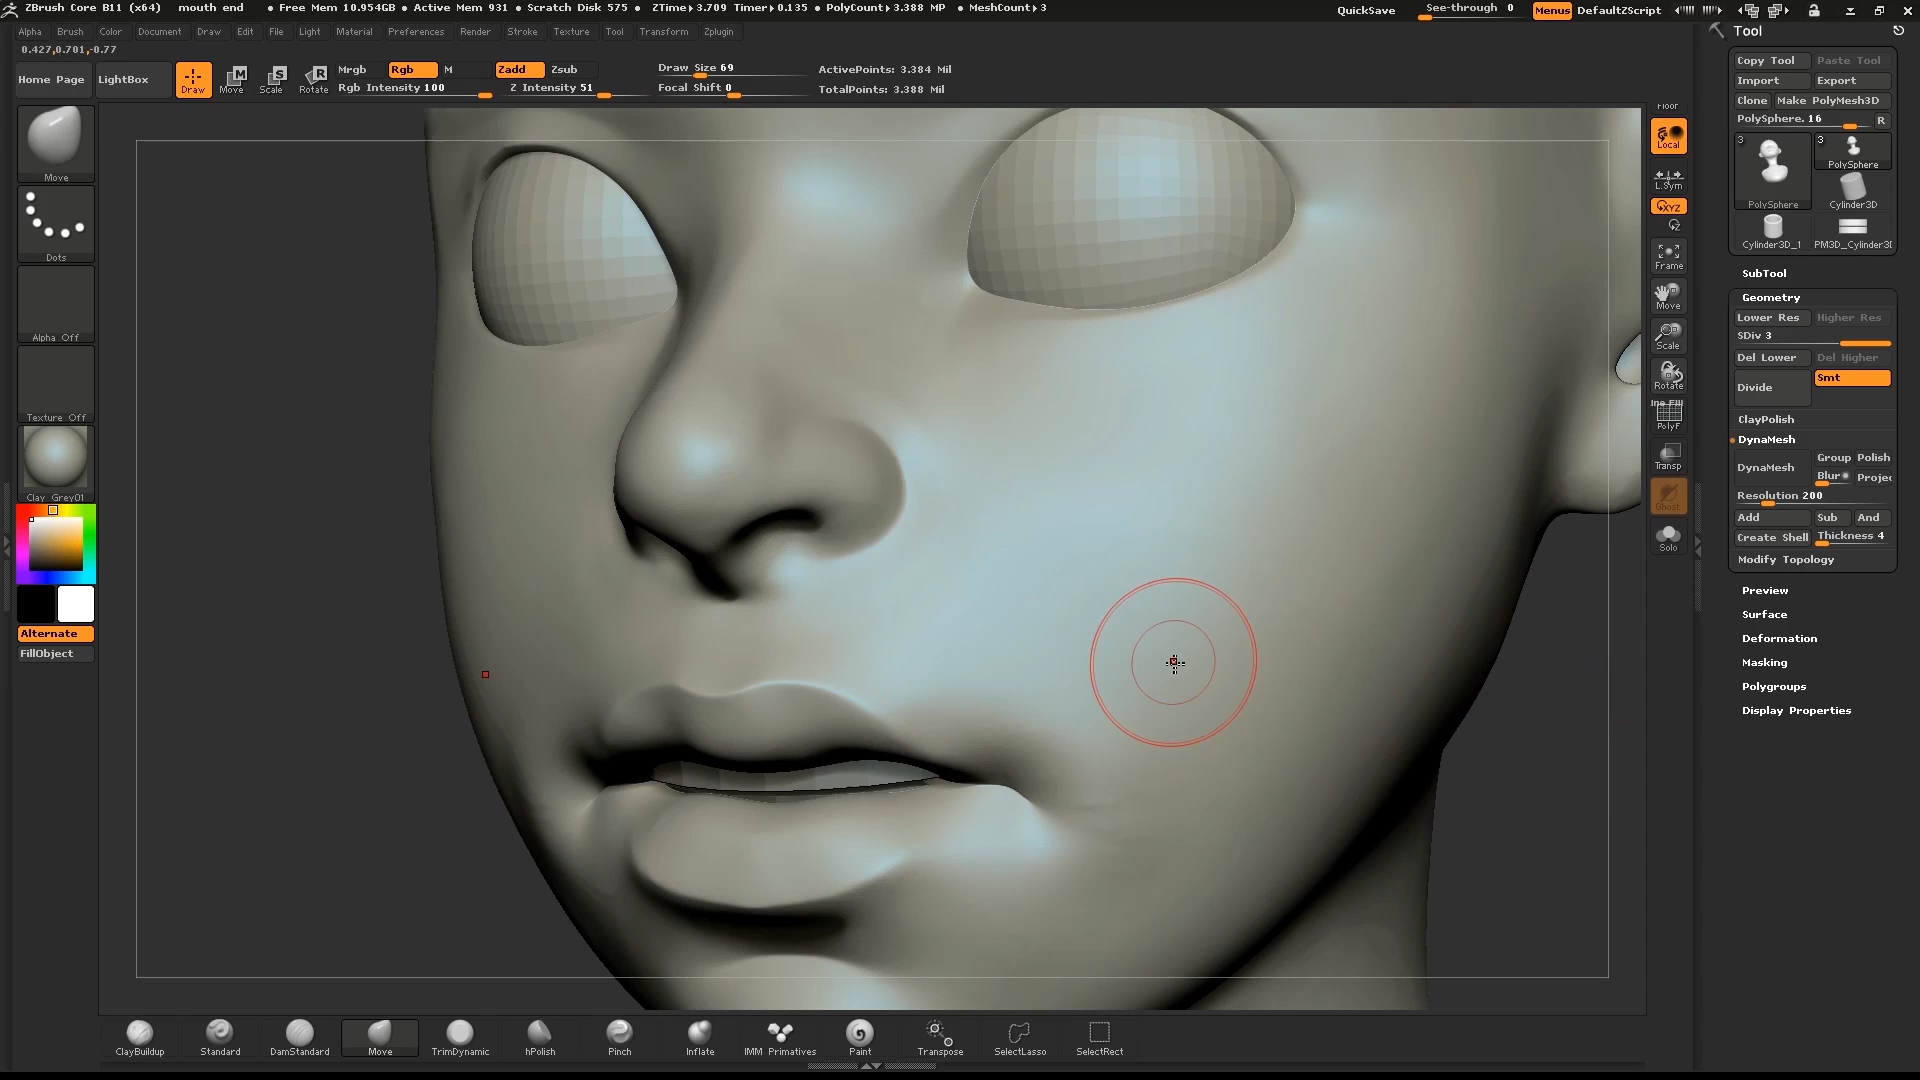 ZBrush Core B11 (x64) mouth end • Free Mem 10.954GB • Active Mem 931 • Scratch Disk 575 • ZTime▸3.709 Timer▸0.135 • PolyCount▸3.388 MP • MeshCount▸3 QuickSave See-through 0 Menus DefaultZScript
Alpha Brush Color Document Draw Edit File Light Material Preferences Render Stroke Texture Tool Transform Zplugin
0.427,0.701,-0.77
Home Page LightBox Draw Move Scale Rotate
M S R
Mrgb Rgb M Zadd Zsub
Rgb Intensity 100 Z Intensity 51
Draw Size 69
Focal Shift 0
ActivePoints: 3.384 Mil
TotalPoints: 3.388 Mil
Move
Dots
Alpha Off
Texture Off
Clay_Grey01
Alternate
FillObject
Floor
Local
L.Sym
XYZ
Frame
Move
Scale
Rotate
Line Fill
PolyF
Transp
Ghost
Solo
Tool
Copy Tool Paste Tool
Import Export
Clone Make PolyMesh3D
PolySphere. 16 R
3 3
PolySphere PolySphere
Cylinder3D
Cylinder3D_1 PM3D_Cylinder3D
SubTool
Geometry
Lower Res Higher Res
SDiv 3
Del Lower Del Higher
Divide Smt
ClayPolish
DynaMesh
DynaMesh Group Polish
Blur Projec
Resolution 200
Add Sub And
Create Shell Thickness 4
Modify Topology
Preview
Surface
Deformation
Masking
Polygroups
Display Properties
ClayBuildup Standard DamStandard Move TrimDynamic hPolish Pinch Inflate IMM Primitives Paint Transpose SelectLasso SelectRect